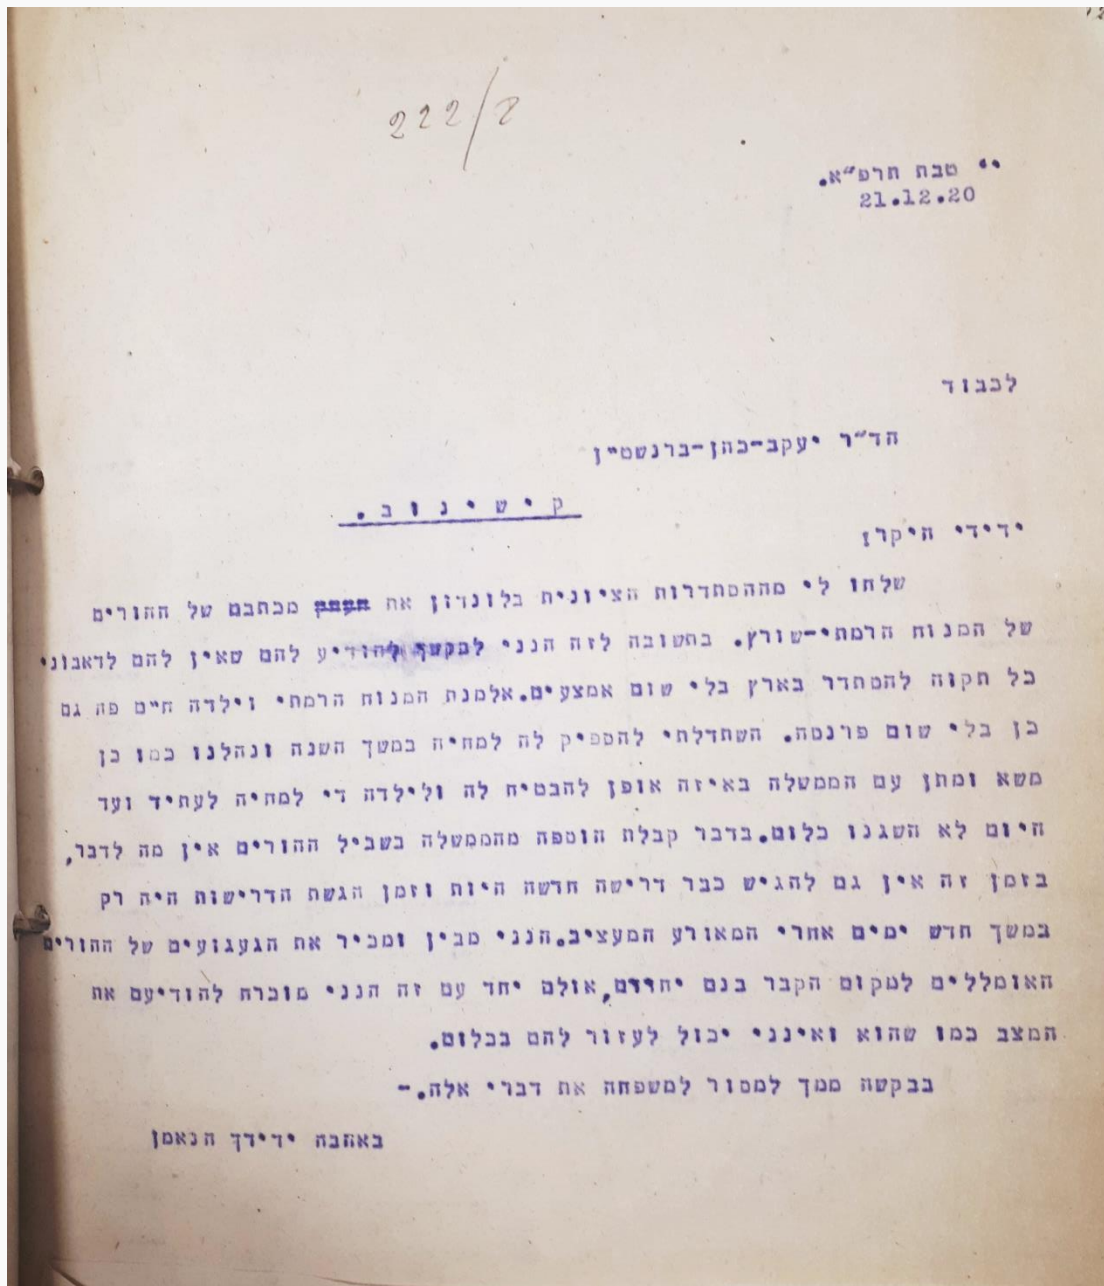 222/8
י' טבת תרפ"א.
21.12.20
לכבוד
הד"ר יעקב-כהן-ברנשטין
קישינוב.
ידידי היקר!
שלחו לי מההסתדרות הציונית בלונדון את מכתבם של ההורים
של המנוח הרמתי-שורץ. בתשובה לזה הנני לבקשך להודיע להם שאין להם לדאבוני
כל תקוה להסתדר בארץ בלי שום אמצעים.אלמנת המנוח הרמתי וילדה חיים פה גם
כן בלי שום פרנסה. השתדלתי להספיק לה למחיה במשך השנה ונהלנו כמו כן
משא ומתן עם הממשלה באיזה אופן להבטיח לה ולילדה די למחיה לעתיד ועד
היום לא השגנו כלום.בדבר קבלת הוספה מהממשלה בשביל ההורים אין מה לדבר,
בזמן זה אין גם להגיש כבר דרישה חדשה היות וזמן הגשת הדרישות היה רק
במשך חדש ימים אחרי המאורע המעציב.הנני מבין ומכיר את הגעגועים של ההורים
האומללים למקום הקבר בנם יחידם,אולם יחד עם זה הנני מוכרח להודיעם את
המצב כמו שהוא ואינני יכול לעזור להם בכלום.
בבקשה ממך למסור למשפחה את דברי אלה.-
באהבה ידידך הנאמן